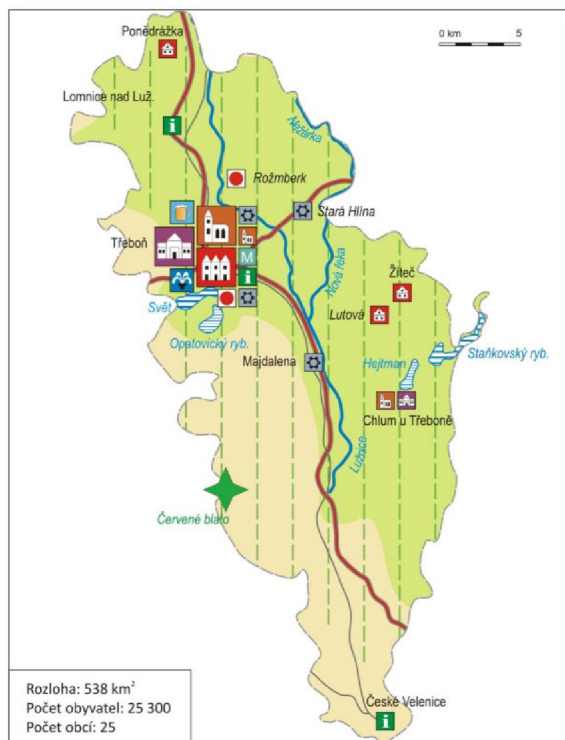 Ponědrážka
0 km 5
Lomnice nad Luž.
i
Nežárka
Rožmberk
Stará Hlína
Třeboň
M
i
Nová řeka
Žíteč
Svět
Lutová
Opatovický ryb.
Staňkovský ryb.
Majdalena
Hejtman
Chlum u Třeboně
Lužnice
Červené blato
České Velenice
i
Rozloha: 538 km²
Počet obyvatel: 25 300
Počet obcí: 25